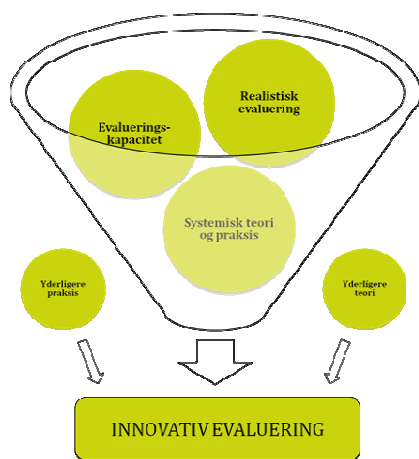 Realistisk
evaluering
Evaluerings-
kapacitet
Systemisk teori
og praksis
Yderligere
praksis
Yderligere
teori
INNOVATIV EVALUERING